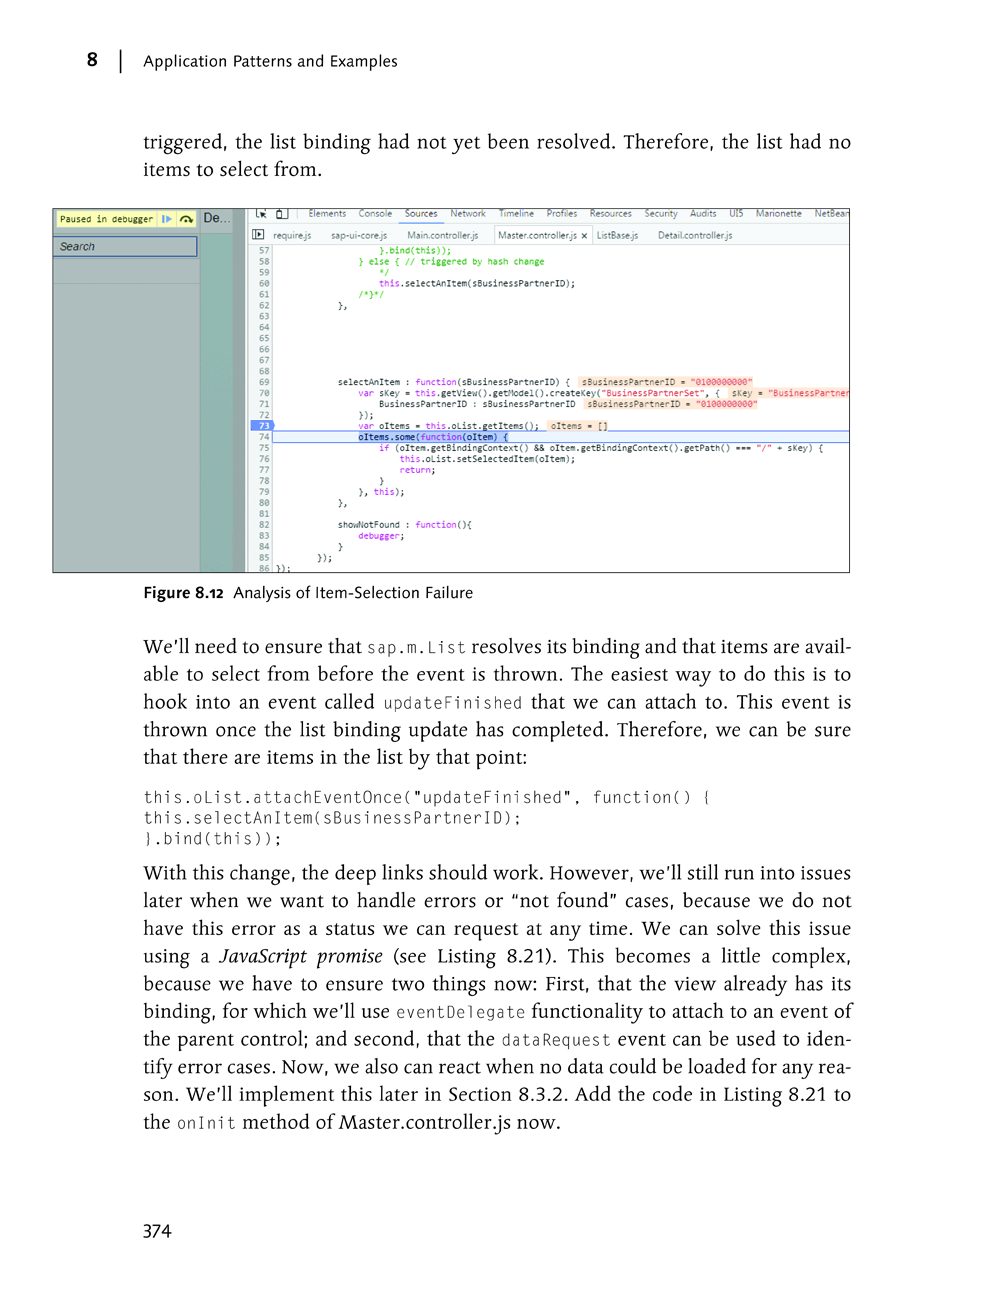 8 | Application Patterns and Examples
triggered, the list binding had not yet been resolved. Therefore, the list had no
items to select from.
Paused in debugger De...
Elements Console Sources Network Timeline Profiles Resources Security Audits UI5 Marionette NetBean
Search
require.js sap-ui-core.js Main.controller.js Master.controller.js × ListBase.js Detail.controller.js
57 }.bind(this));
58 } else { // triggered by hash change
59 */
60 this.selectAnItem(sBusinessPartnerID);
61 /*}*/
62 },
63
64
65
66
67
68
69 selectAnItem : function(sBusinessPartnerID) { sBusinessPartnerID = "0100000000"
70 var sKey = this.getView().getModel().createKey("BusinessPartnerSet", { sKey = "BusinessPartner
71 BusinessPartnerID : sBusinessPartnerID sBusinessPartnerID = "0100000000"
72 });
73 var oItems = this.oList.getItems(); oItems = []
74 oItems.some(function(oItem) {
75 if (oItem.getBindingContext() && oItem.getBindingContext().getPath() === "/" + sKey) {
76 this.oList.setSelectedItem(oItem);
77 return;
78 }
79 }, this);
80 },
81
82 showNotFound : function(){
83 debugger;
84 }
85 });
86 });
Figure 8.12 Analysis of Item-Selection Failure
We’ll need to ensure that sap.m.List resolves its binding and that items are avail-
able to select from before the event is thrown. The easiest way to do this is to
hook into an event called updateFinished that we can attach to. This event is
thrown once the list binding update has completed. Therefore, we can be sure
that there are items in the list by that point:
this.oList.attachEventOnce("updateFinished", function() {
this.selectAnItem(sBusinessPartnerID);
}.bind(this));
With this change, the deep links should work. However, we’ll still run into issues
later when we want to handle errors or “not found” cases, because we do not
have this error as a status we can request at any time. We can solve this issue
using a JavaScript promise (see Listing 8.21). This becomes a little complex,
because we have to ensure two things now: First, that the view already has its
binding, for which we’ll use eventDelegate functionality to attach to an event of
the parent control; and second, that the dataRequest event can be used to iden-
tify error cases. Now, we also can react when no data could be loaded for any rea-
son. We’ll implement this later in Section 8.3.2. Add the code in Listing 8.21 to
the onInit method of Master.controller.js now.
374